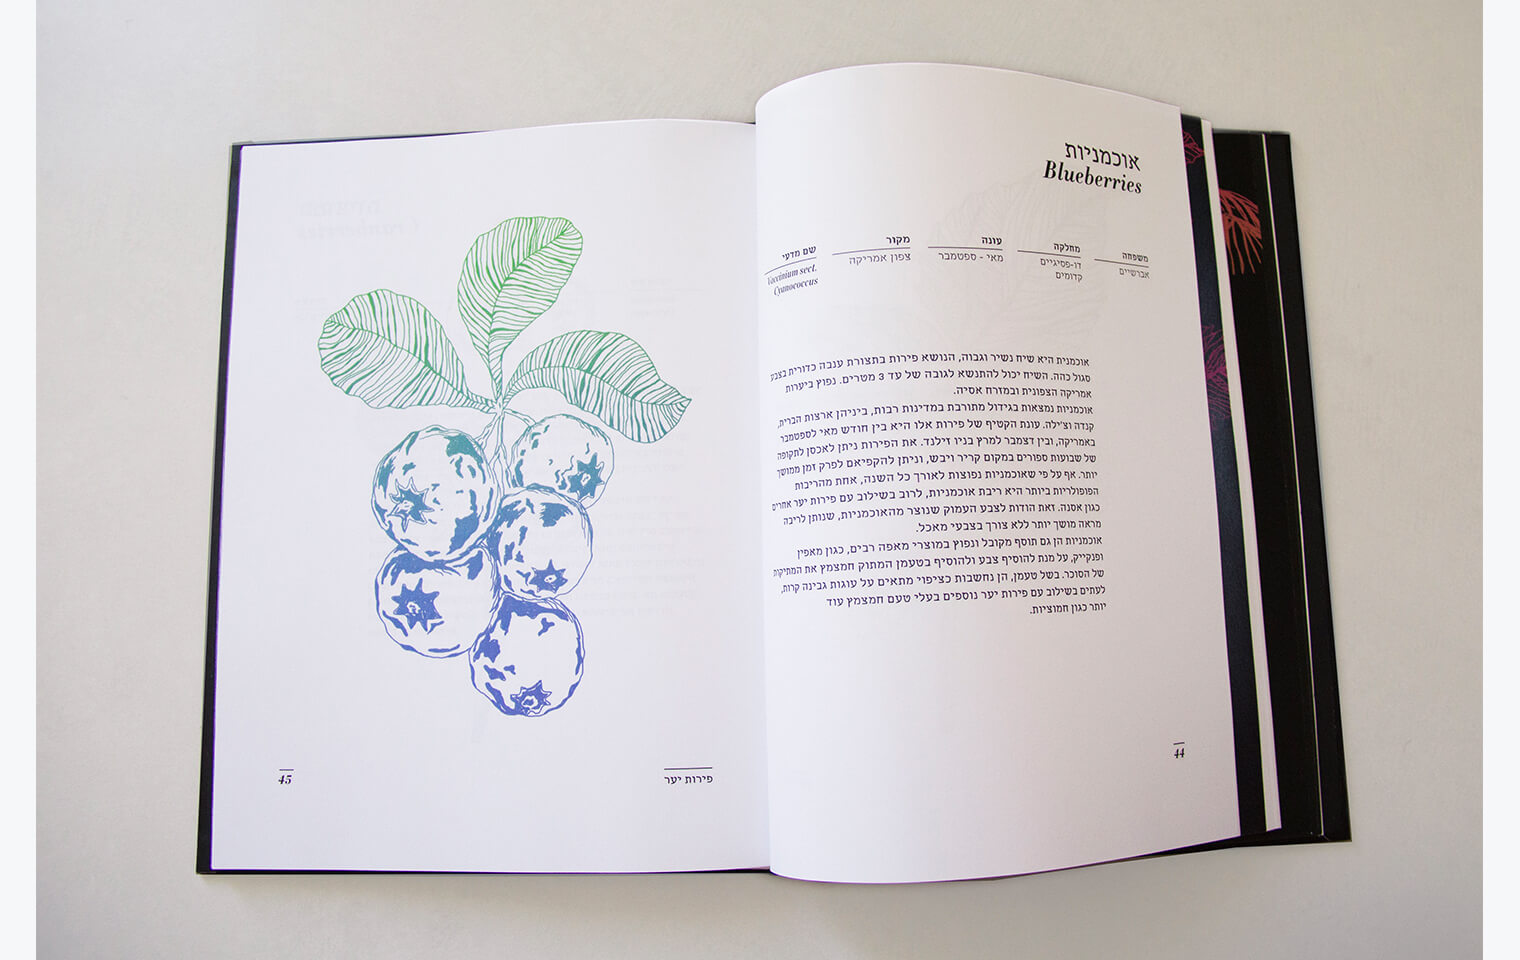 אוכמניות
Blueberries
משפחה
אברשיים
מחלקה
דו-פסיגיים
קדומים
עונה
מאי - ספטמבר
מקור
צפון אמריקה
שם מדעי
Vaccinium sect.
Cyanococcus
אוכמנית היא שיח נשיר וגבוה, הנושא פירות בתצורת ענבה כדורית בצבע
סגול כהה. השיח יכול להתנשא לגובה של עד 3 מטרים. נפוץ ביערות
אמריקה הצפונית ובמזרח אסיה.
אוכמניות נמצאות בגידול מתורבת במדינות רבות, ביניהן ארצות הברית,
קנדה וצ'ילה. עונת הקטיף של פירות אלו היא בין חודש מאי לספטמבר
באמריקה, ובין דצמבר למרץ בניו זילנד. את הפירות ניתן לאכסן לתקופה
של שבועות ספורים במקום קריר ויבש, וניתן להקפיאם לפרק זמן ממושך
יותר. אף על פי שאוכמניות נפוצות לאורך כל השנה, אחת מהריבות
הפופולריות ביותר היא ריבת אוכמניות, לרוב בשילוב עם פירות יער אחרים
כגון אסנה. זאת הודות לצבע העמוק שנוצר מהאוכמניות, שנותן לריבה
מראה מושך יותר ללא צורך בצבעי מאכל.
אוכמניות הן גם תוסף מקובל ונפוץ במוצרי מאפה רבים, כגון מאפין
ופנקייק, על מנת להוסיף צבע ולהוסיף בטעמן המתוק חמצמץ את המתיקות
של הסוכר. בשל טעמן, הן נחשבות כציפוי מתאים על עוגות גבינה קרות,
לעתים בשילוב עם פירות יער נוספים בעלי טעם חמצמץ עוד
יותר כגון חמוציות.
44
פירות יער
45